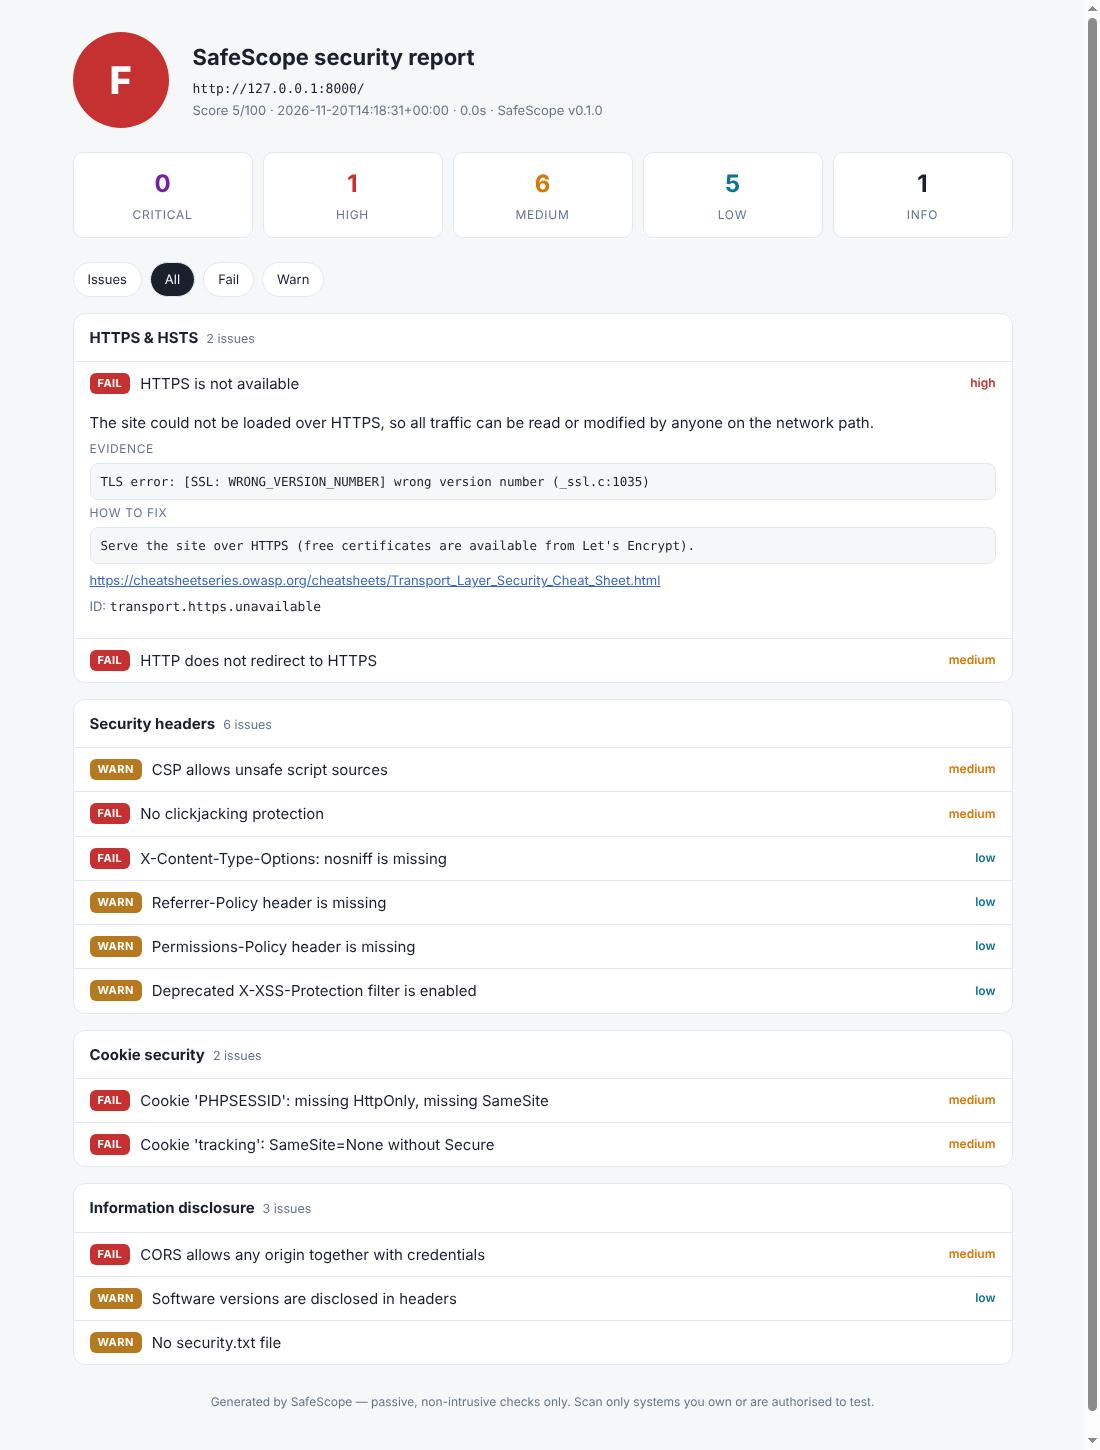 F
SafeScope security report
http://127.0.0.1:8000/
Score 5/100 · 2026-11-20T14:18:31+00:00 · 0.0s · SafeScope v0.1.0
0
CRITICAL
1
HIGH
6
MEDIUM
5
LOW
1
INFO
Issues All Fail Warn
HTTPS & HSTS 2 issues
FAIL HTTPS is not available high
The site could not be loaded over HTTPS, so all traffic can be read or modified by anyone on the network path.
EVIDENCE
TLS error: [SSL: WRONG_VERSION_NUMBER] wrong version number (_ssl.c:1035)
HOW TO FIX
Serve the site over HTTPS (free certificates are available from Let's Encrypt).
https://cheatsheetseries.owasp.org/cheatsheets/Transport_Layer_Security_Cheat_Sheet.html
ID: transport.https.unavailable
FAIL HTTP does not redirect to HTTPS medium
Security headers 6 issues
WARN CSP allows unsafe script sources medium
FAIL No clickjacking protection medium
FAIL X-Content-Type-Options: nosniff is missing low
WARN Referrer-Policy header is missing low
WARN Permissions-Policy header is missing low
WARN Deprecated X-XSS-Protection filter is enabled low
Cookie security 2 issues
FAIL Cookie 'PHPSESSID': missing HttpOnly, missing SameSite medium
FAIL Cookie 'tracking': SameSite=None without Secure medium
Information disclosure 3 issues
FAIL CORS allows any origin together with credentials medium
WARN Software versions are disclosed in headers low
WARN No security.txt file
Generated by SafeScope — passive, non-intrusive checks only. Scan only systems you own or are authorised to test.